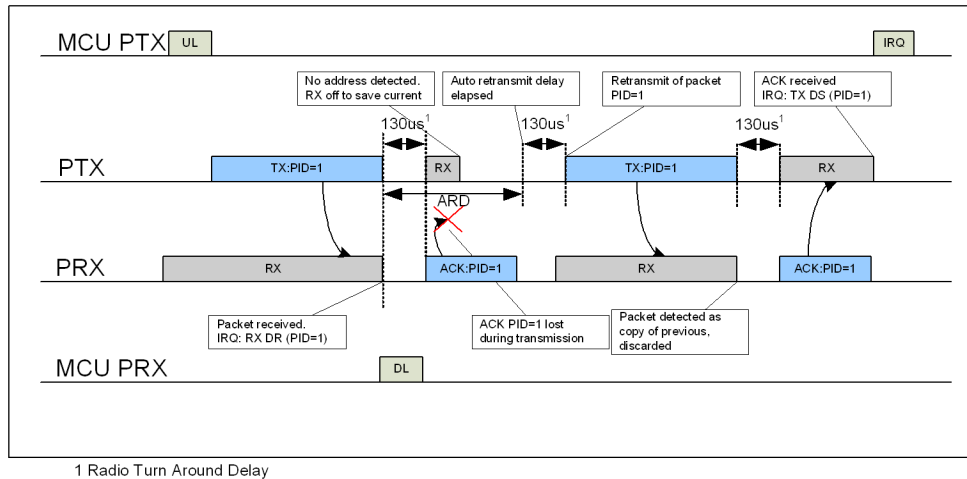 MCU PTX
UL
IRQ
No address detected.
RX off to save current
Auto retransmit delay
elapsed
Retransmit of packet
PID=1
ACK received
IRQ: TX DS (PID=1)
130us1
130us1
130us1
PTX
TX:PID=1
RX
TX:PID=1
RX
ARD
PRX
RX
ACK:PID=1
RX
ACK:PID=1
Packet received.
IRQ: RX DR (PID=1)
ACK PID=1 lost
during transmission
Packet detected as
copy of previous,
discarded
MCU PRX
DL
1 Radio Turn Around Delay